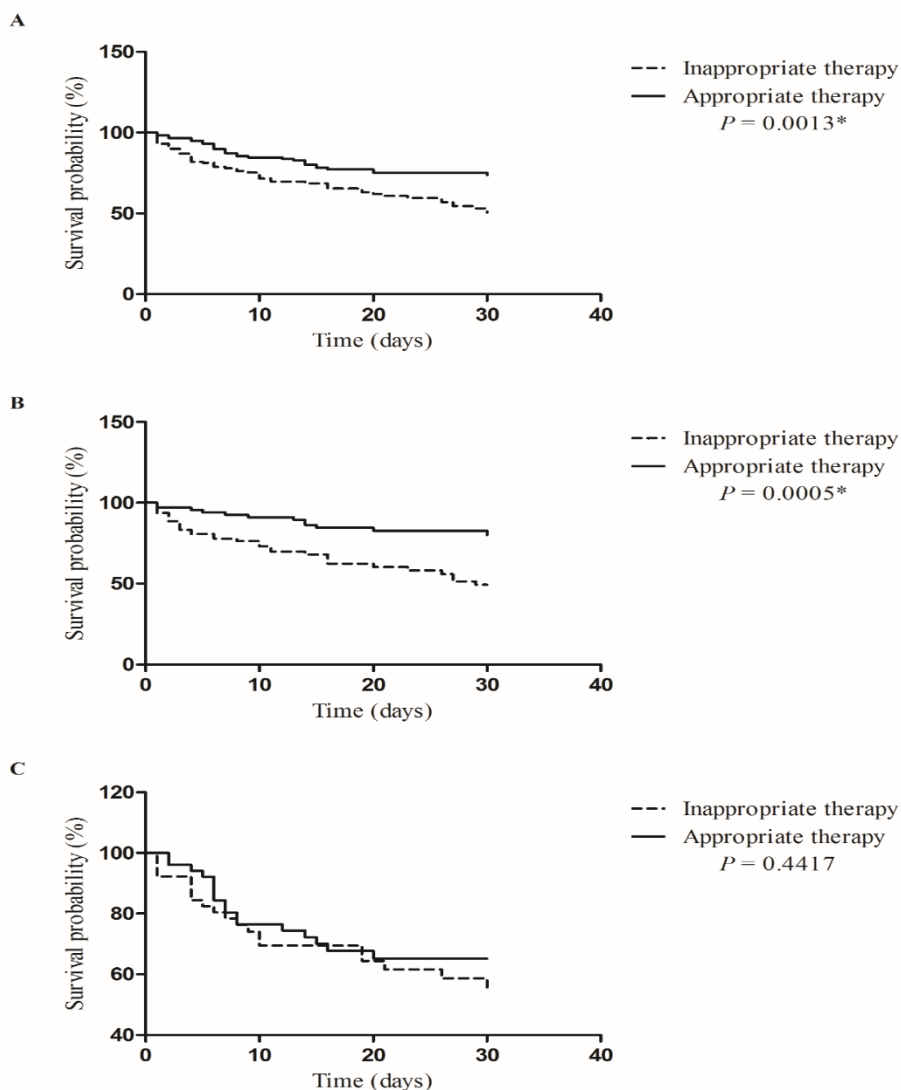 A
150
100
50
0
Survival probability (%)
0 10 20 30 40
Time (days)
Inappropriate therapy
Appropriate therapy
P = 0.0013*
B
150
100
50
0
Survival probability (%)
0 10 20 30 40
Time (days)
Inappropriate therapy
Appropriate therapy
P = 0.0005*
C
120
100
80
60
40
Survival probability (%)
0 10 20 30 40
Time (days)
Inappropriate therapy
Appropriate therapy
P = 0.4417